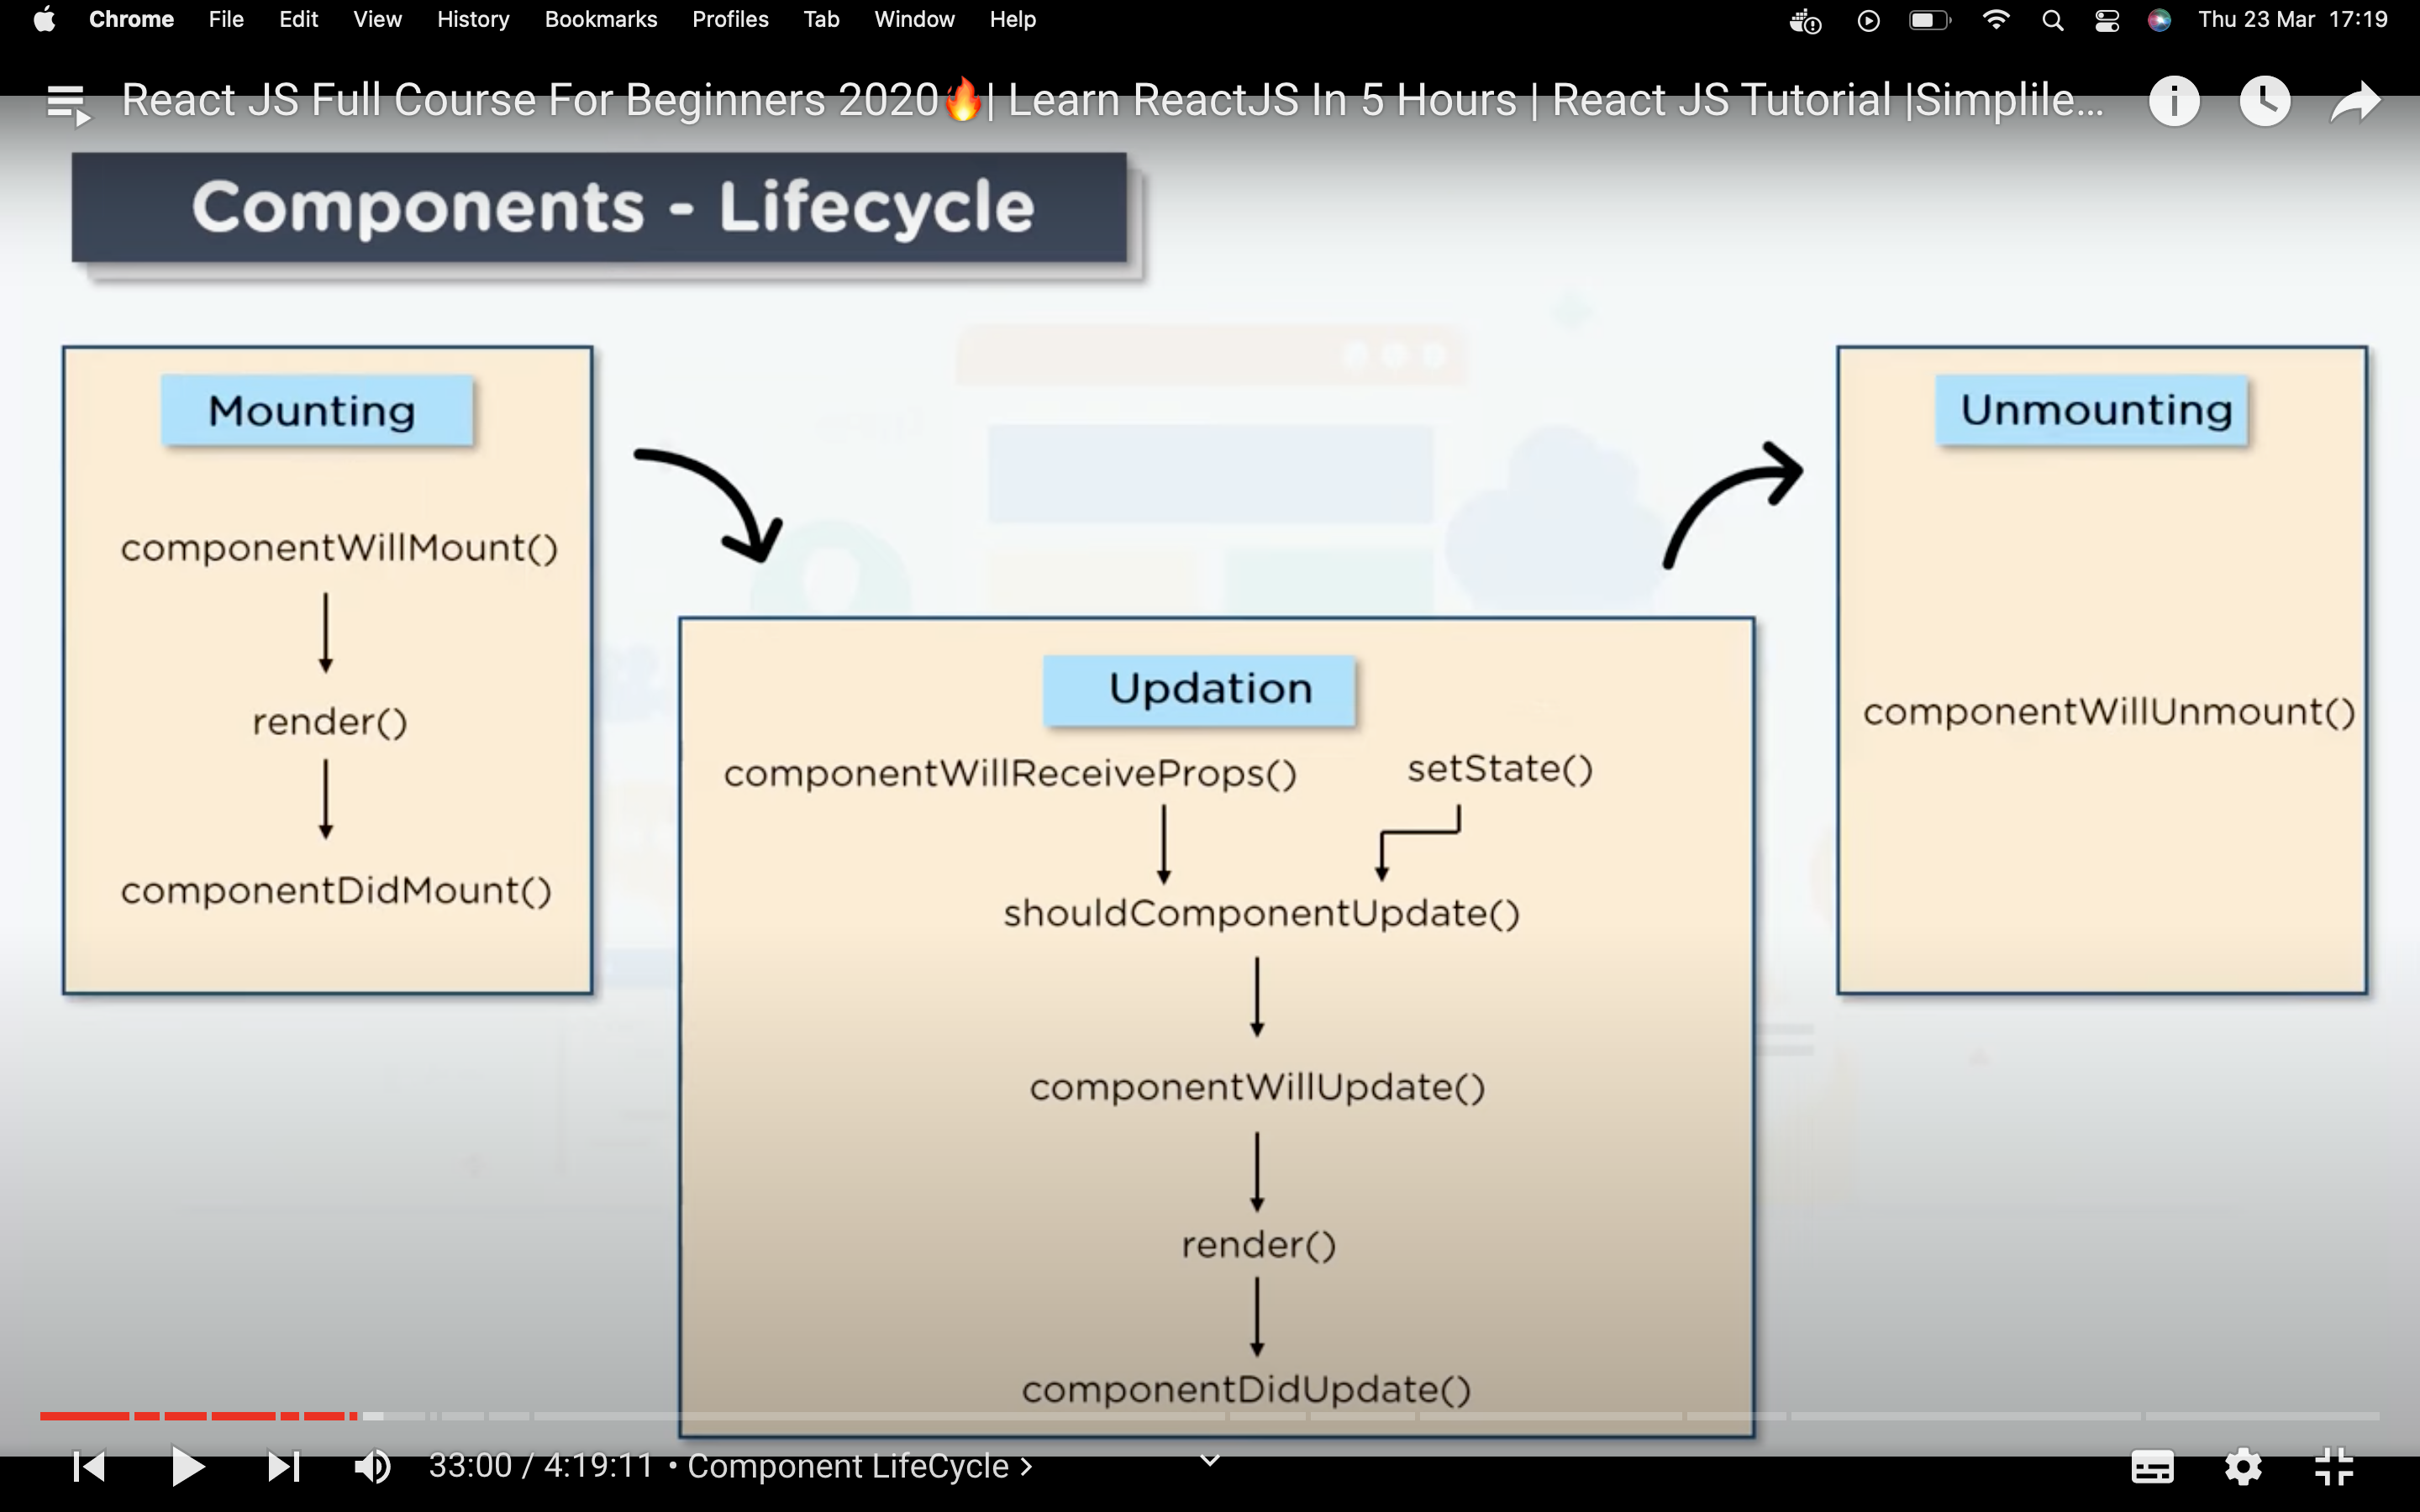 Chrome File Edit View History Bookmarks Profiles Tab Window Help Thu 23 Mar 17:19
React JS Full Course For Beginners 2020🔥| Learn ReactJS In 5 Hours | React JS Tutorial |Simplile...
Components - Lifecycle
Mounting
componentWillMount()
render()
componentDidMount()
Updation
componentWillReceiveProps() setState()
shouldComponentUpdate()
componentWillUpdate()
render()
componentDidUpdate()
Unmounting
componentWillUnmount()
33:00 / 4:19:11 • Component LifeCycle >